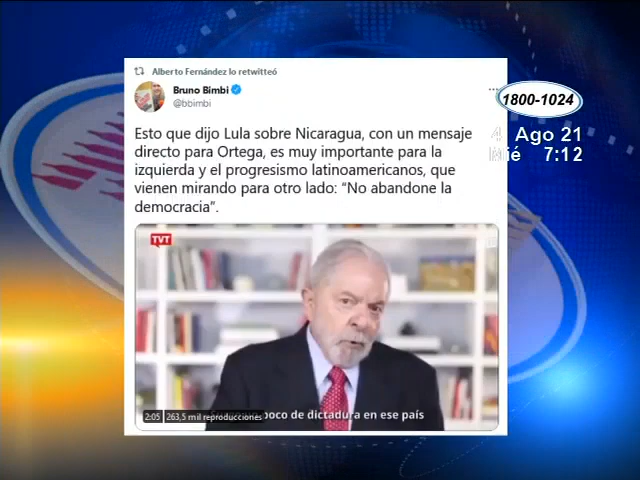 Alberto Fernández lo retwitteó
Bruno Bimbi
@bbimbi
1800-1024
4 Ago 21
Mié 7:12
Esto que dijo Lula sobre Nicaragua, con un mensaje
directo para Ortega, es muy importante para la
izquierda y el progresismo latinoamericanos, que
vienen mirando para otro lado: “No abandone la
democracia”.
TVT
2:05 263,5 mil reproducciones
poco de dictadura en ese país